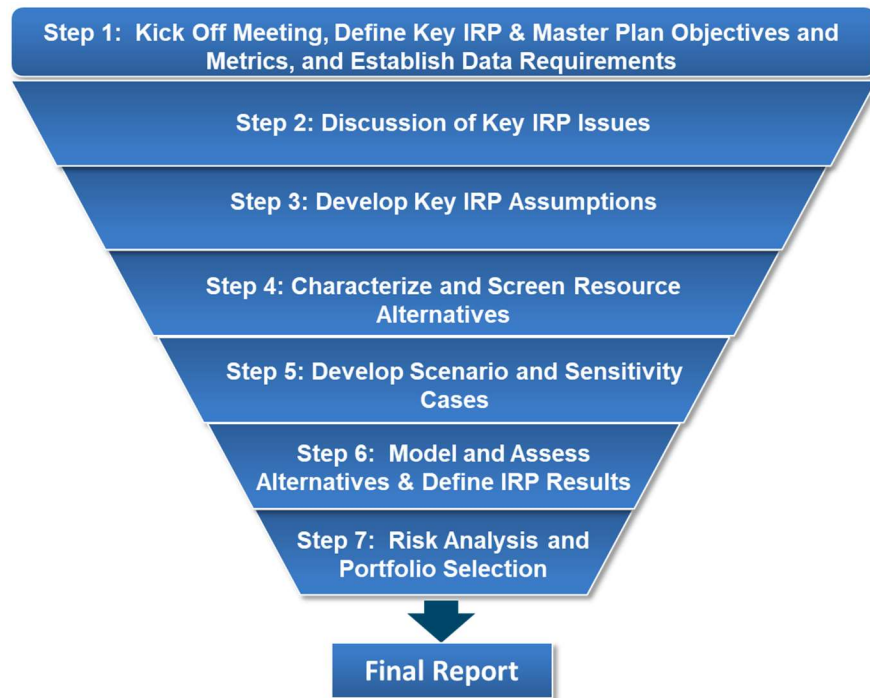 Step 1: Kick Off Meeting, Define Key IRP & Master Plan Objectives and
Metrics, and Establish Data Requirements
Step 2: Discussion of Key IRP Issues
Step 3: Develop Key IRP Assumptions
Step 4: Characterize and Screen Resource
Alternatives
Step 5: Develop Scenario and Sensitivity
Cases
Step 6: Model and Assess
Alternatives & Define IRP Results
Step 7: Risk Analysis and
Portfolio Selection
Final Report